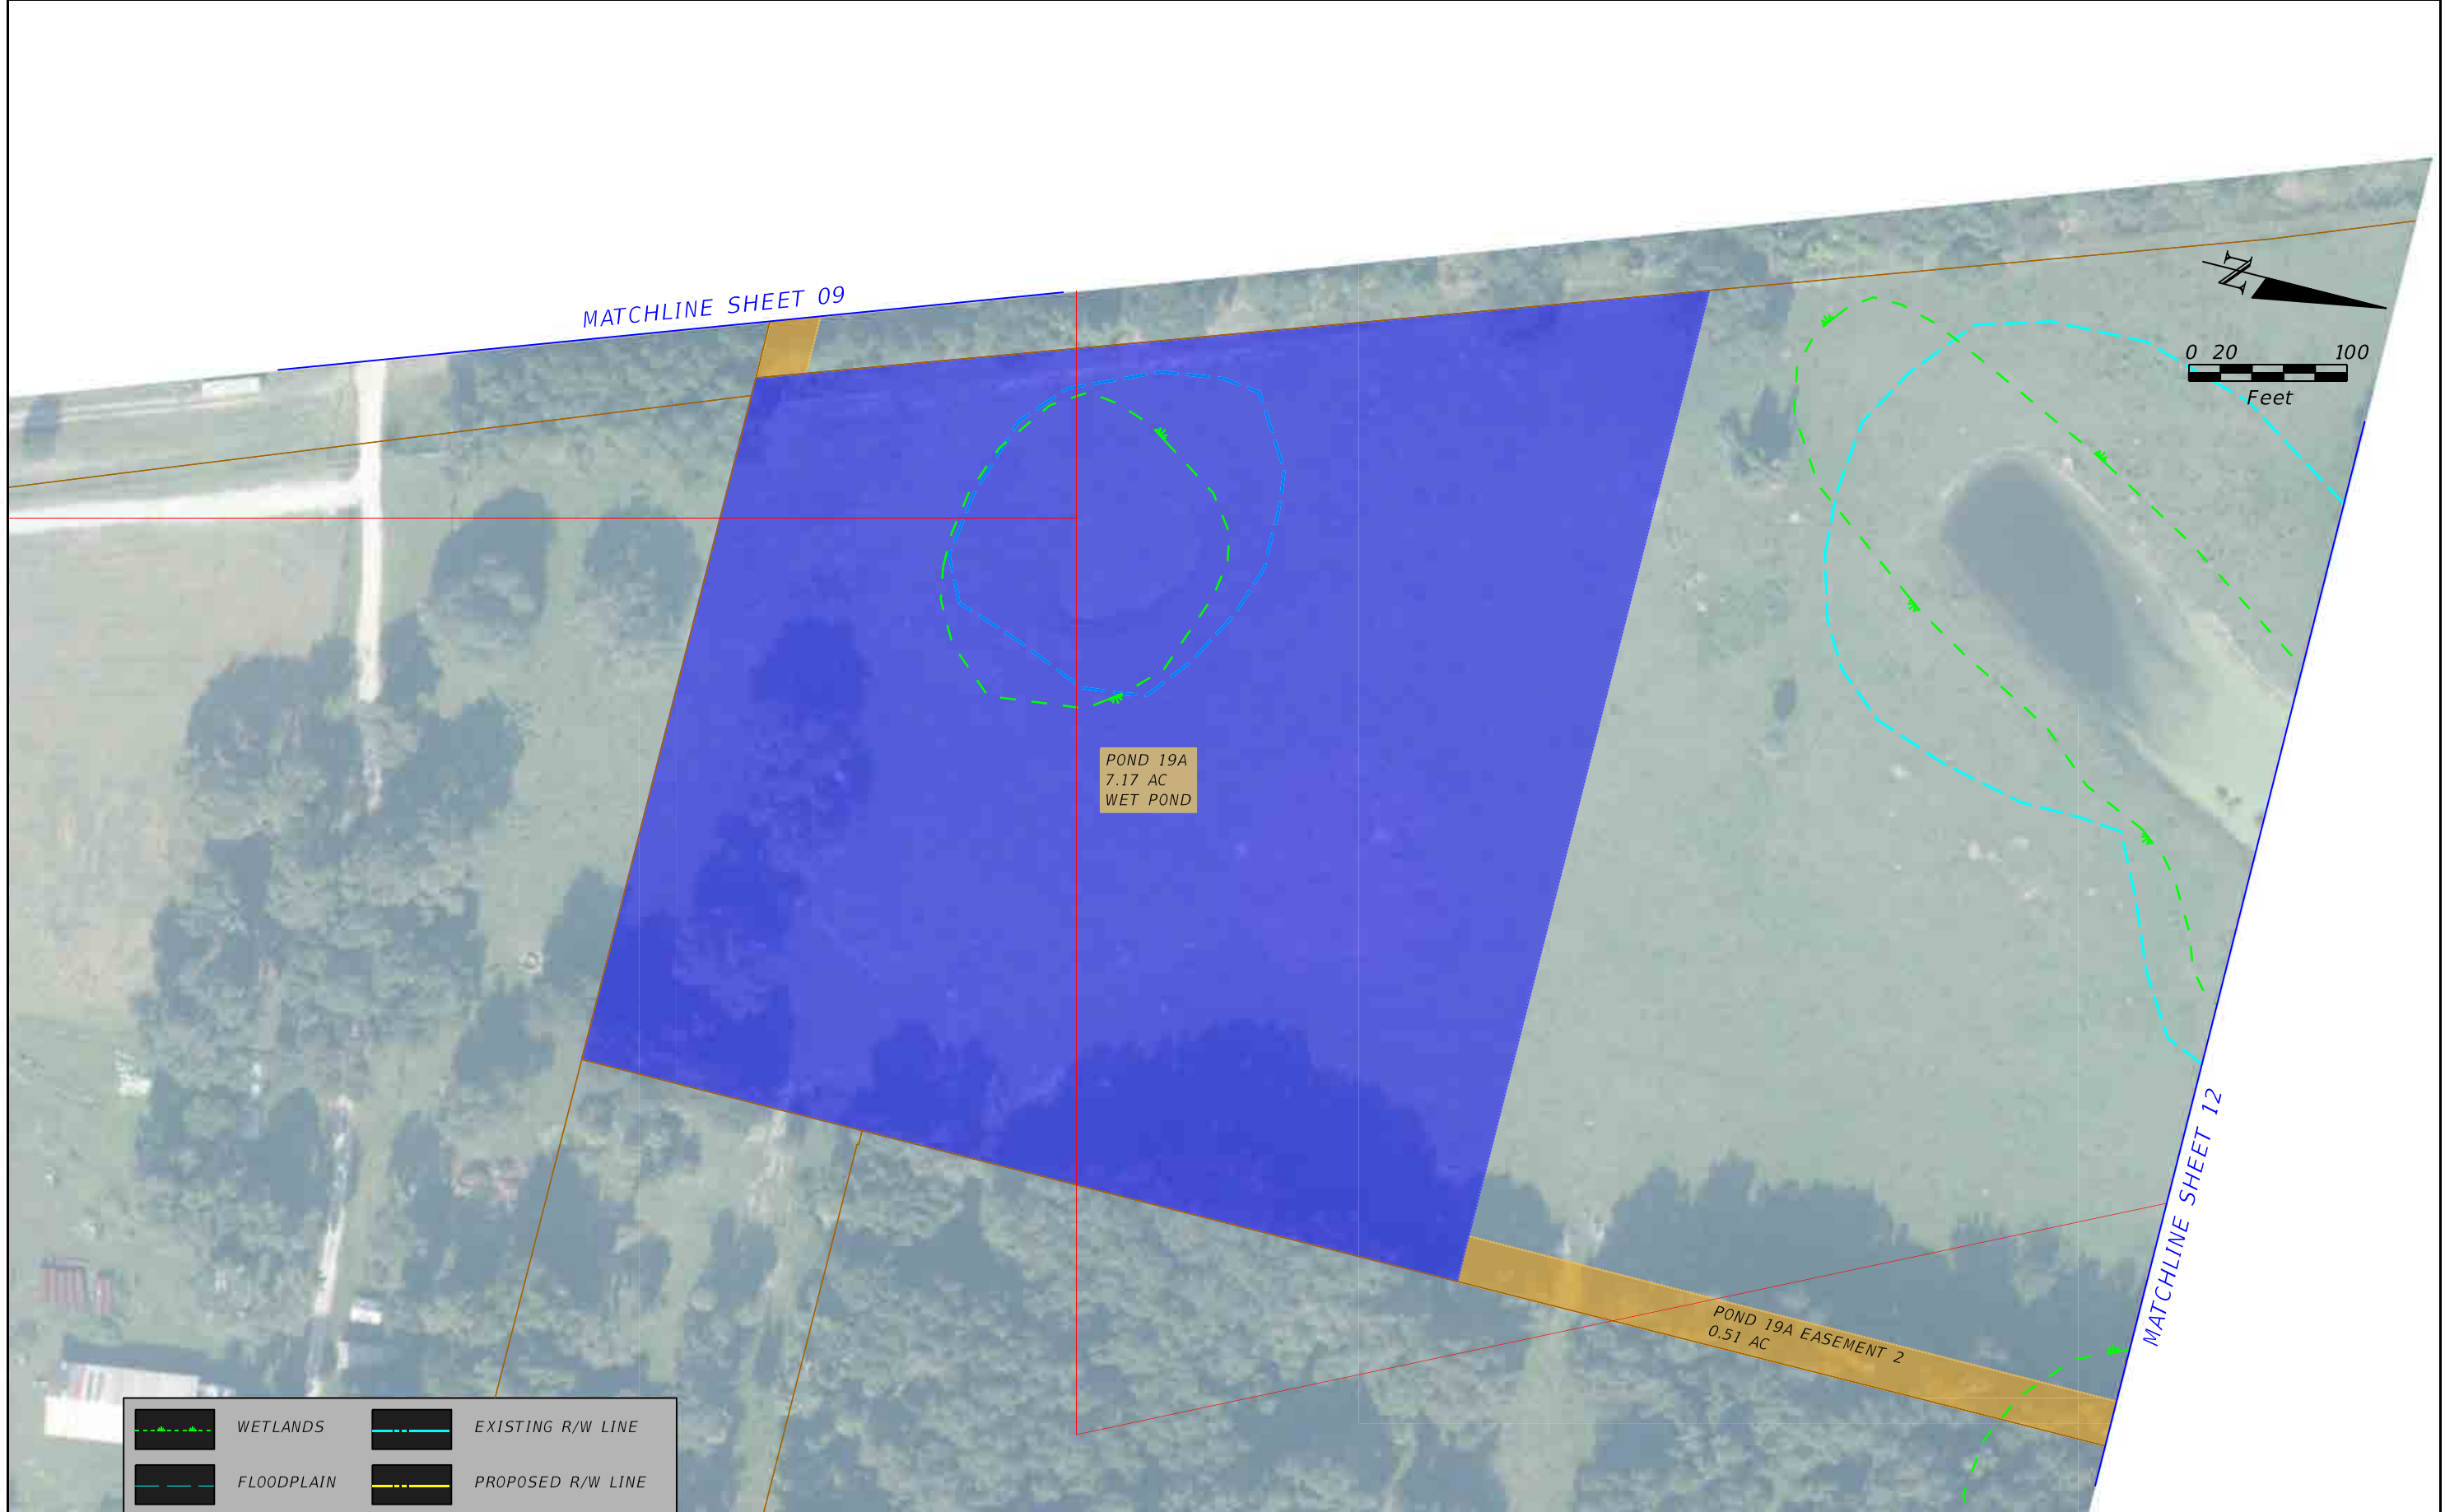 MATCHLINE SHEET 09
N
0 20 100
Feet
POND 19A
7.17 AC
WET POND
MATCHLINE SHEET 12
POND 19A EASEMENT 2
0.51 AC
WETLANDS
EXISTING R/W LINE
FLOODPLAIN
PROPOSED R/W LINE